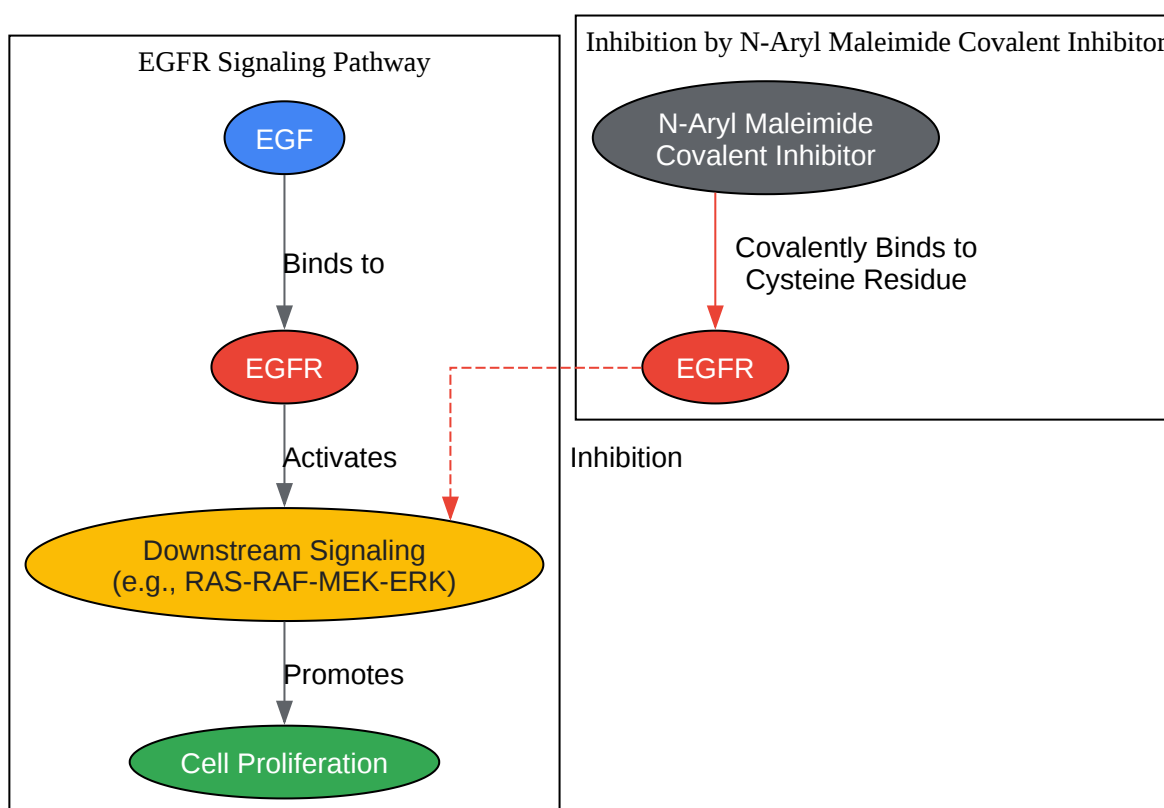 EGFR Signaling Pathway
EGF
Binds to
EGFR
Activates
Downstream Signaling
(e.g., RAS-RAF-MEK-ERK)
Promotes
Cell Proliferation
Inhibition by N-Aryl Maleimide Covalent Inhibitor
N-Aryl Maleimide
Covalent Inhibitor
Covalently Binds to
Cysteine Residue
EGFR
Inhibition